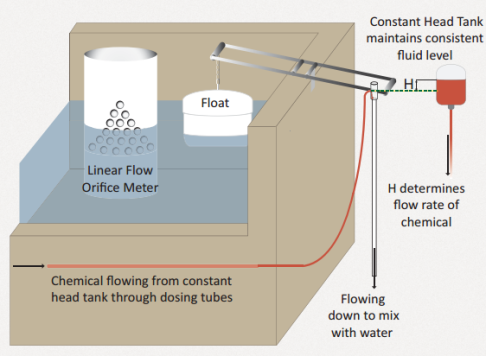 Constant Head Tank
maintains consistent
fluid level
H
Float
Linear Flow
Orifice Meter
H determines
flow rate of
chemical
Chemical flowing from constant
head tank through dosing tubes
Flowing
down to mix
with water